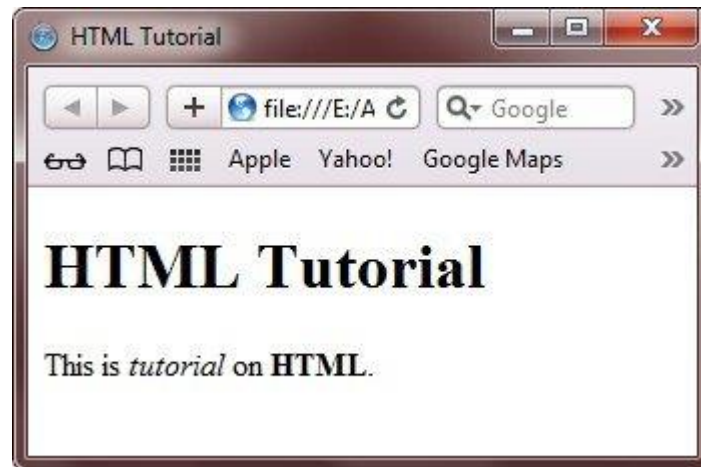 HTML Tutorial
file:///E:/A Google
Apple Yahoo! Google Maps
HTML Tutorial
This is tutorial on HTML.